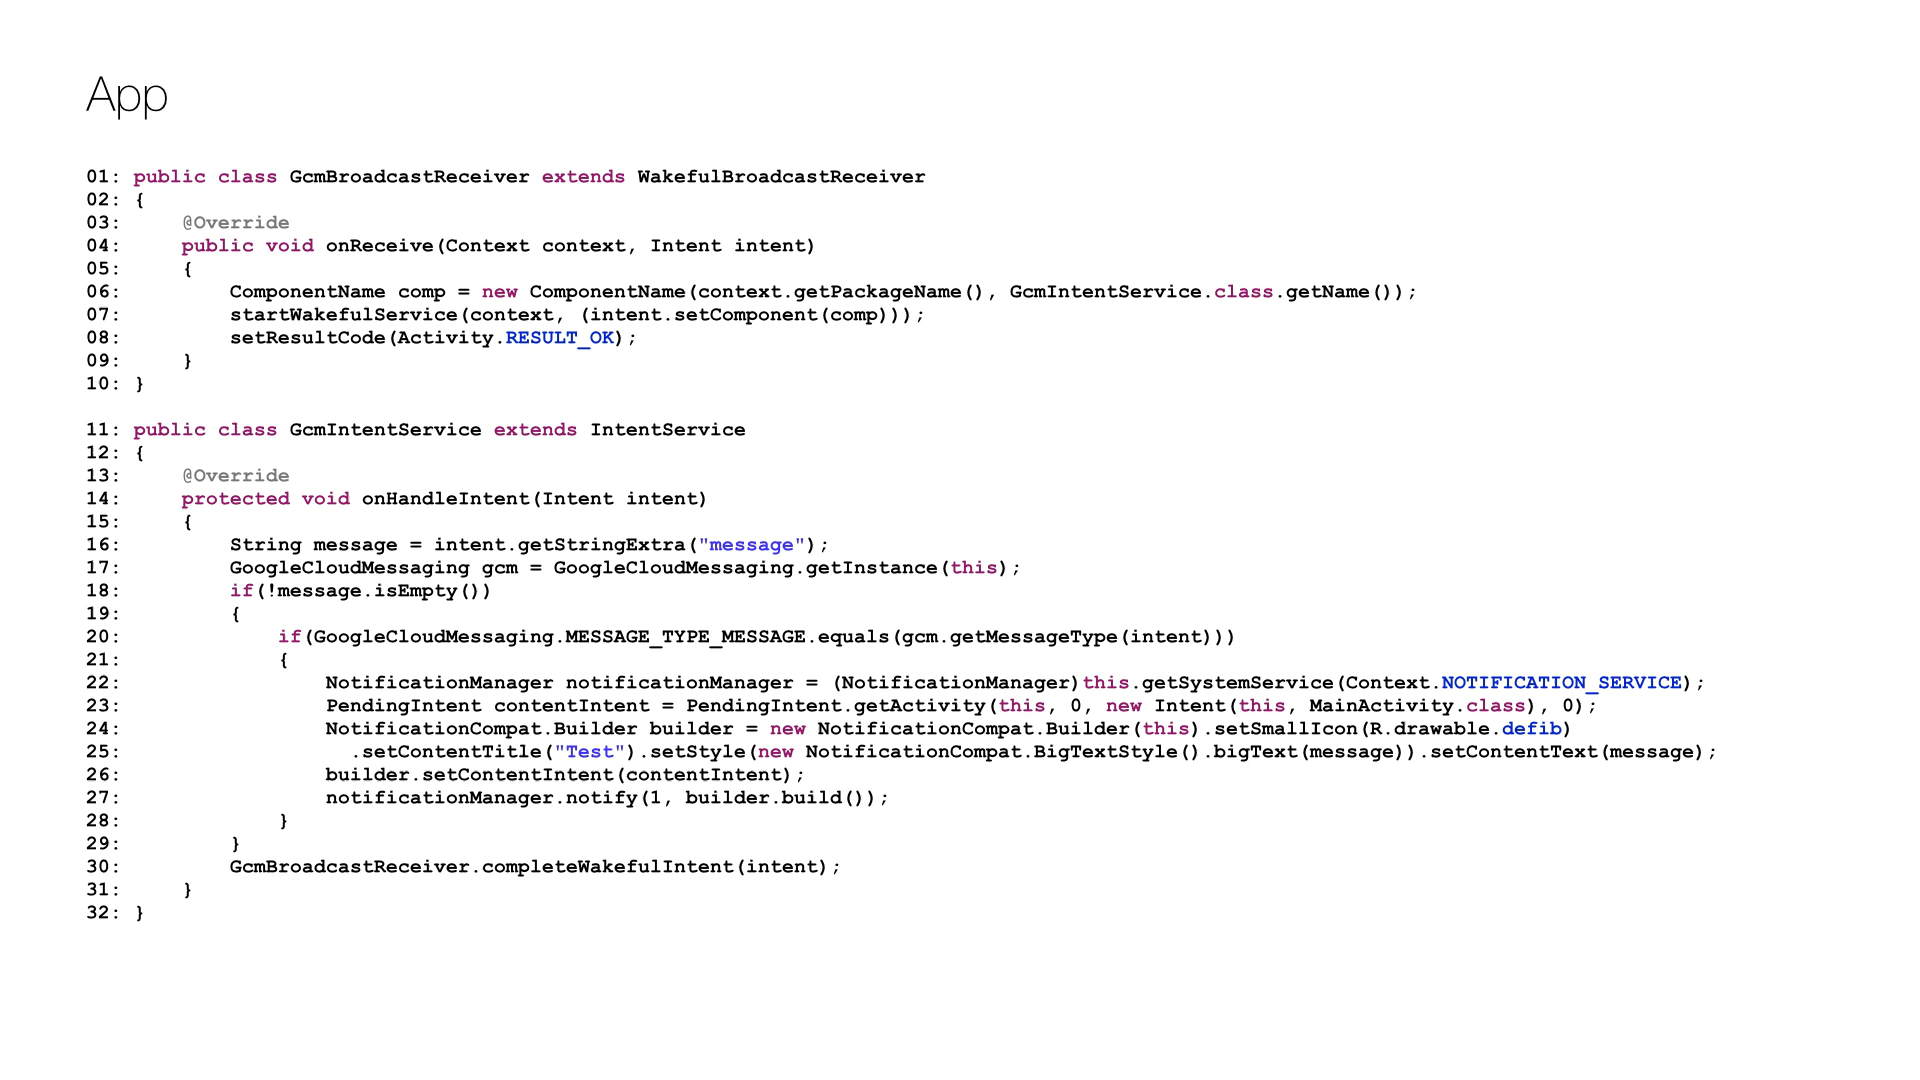 App
01: public class GcmBroadcastReceiver extends WakefulBroadcastReceiver
02: {
03:     @Override
04:     public void onReceive(Context context, Intent intent)
05:     {
06:         ComponentName comp = new ComponentName(context.getPackageName(), GcmIntentService.class.getName());
07:         startWakefulService(context, (intent.setComponent(comp)));
08:         setResultCode(Activity.RESULT_OK);
09:     }
10: }
11: public class GcmIntentService extends IntentService
12: {
13:     @Override
14:     protected void onHandleIntent(Intent intent)
15:     {
16:         String message = intent.getStringExtra("message");
17:         GoogleCloudMessaging gcm = GoogleCloudMessaging.getInstance(this);
18:         if(!message.isEmpty())
19:         {
20:             if(GoogleCloudMessaging.MESSAGE_TYPE_MESSAGE.equals(gcm.getMessageType(intent)))
21:             {
22:                 NotificationManager notificationManager = (NotificationManager)this.getSystemService(Context.NOTIFICATION_SERVICE);
23:                 PendingIntent contentIntent = PendingIntent.getActivity(this, 0, new Intent(this, MainActivity.class), 0);
24:                 NotificationCompat.Builder builder = new NotificationCompat.Builder(this).setSmallIcon(R.drawable.defib)
25:                   .setContentTitle("Test").setStyle(new NotificationCompat.BigTextStyle().bigText(message)).setContentText(message);
26:                 builder.setContentIntent(contentIntent);
27:                 notificationManager.notify(1, builder.build());
28:             }
29:         }
30:         GcmBroadcastReceiver.completeWakefulIntent(intent);
31:     }
32: }